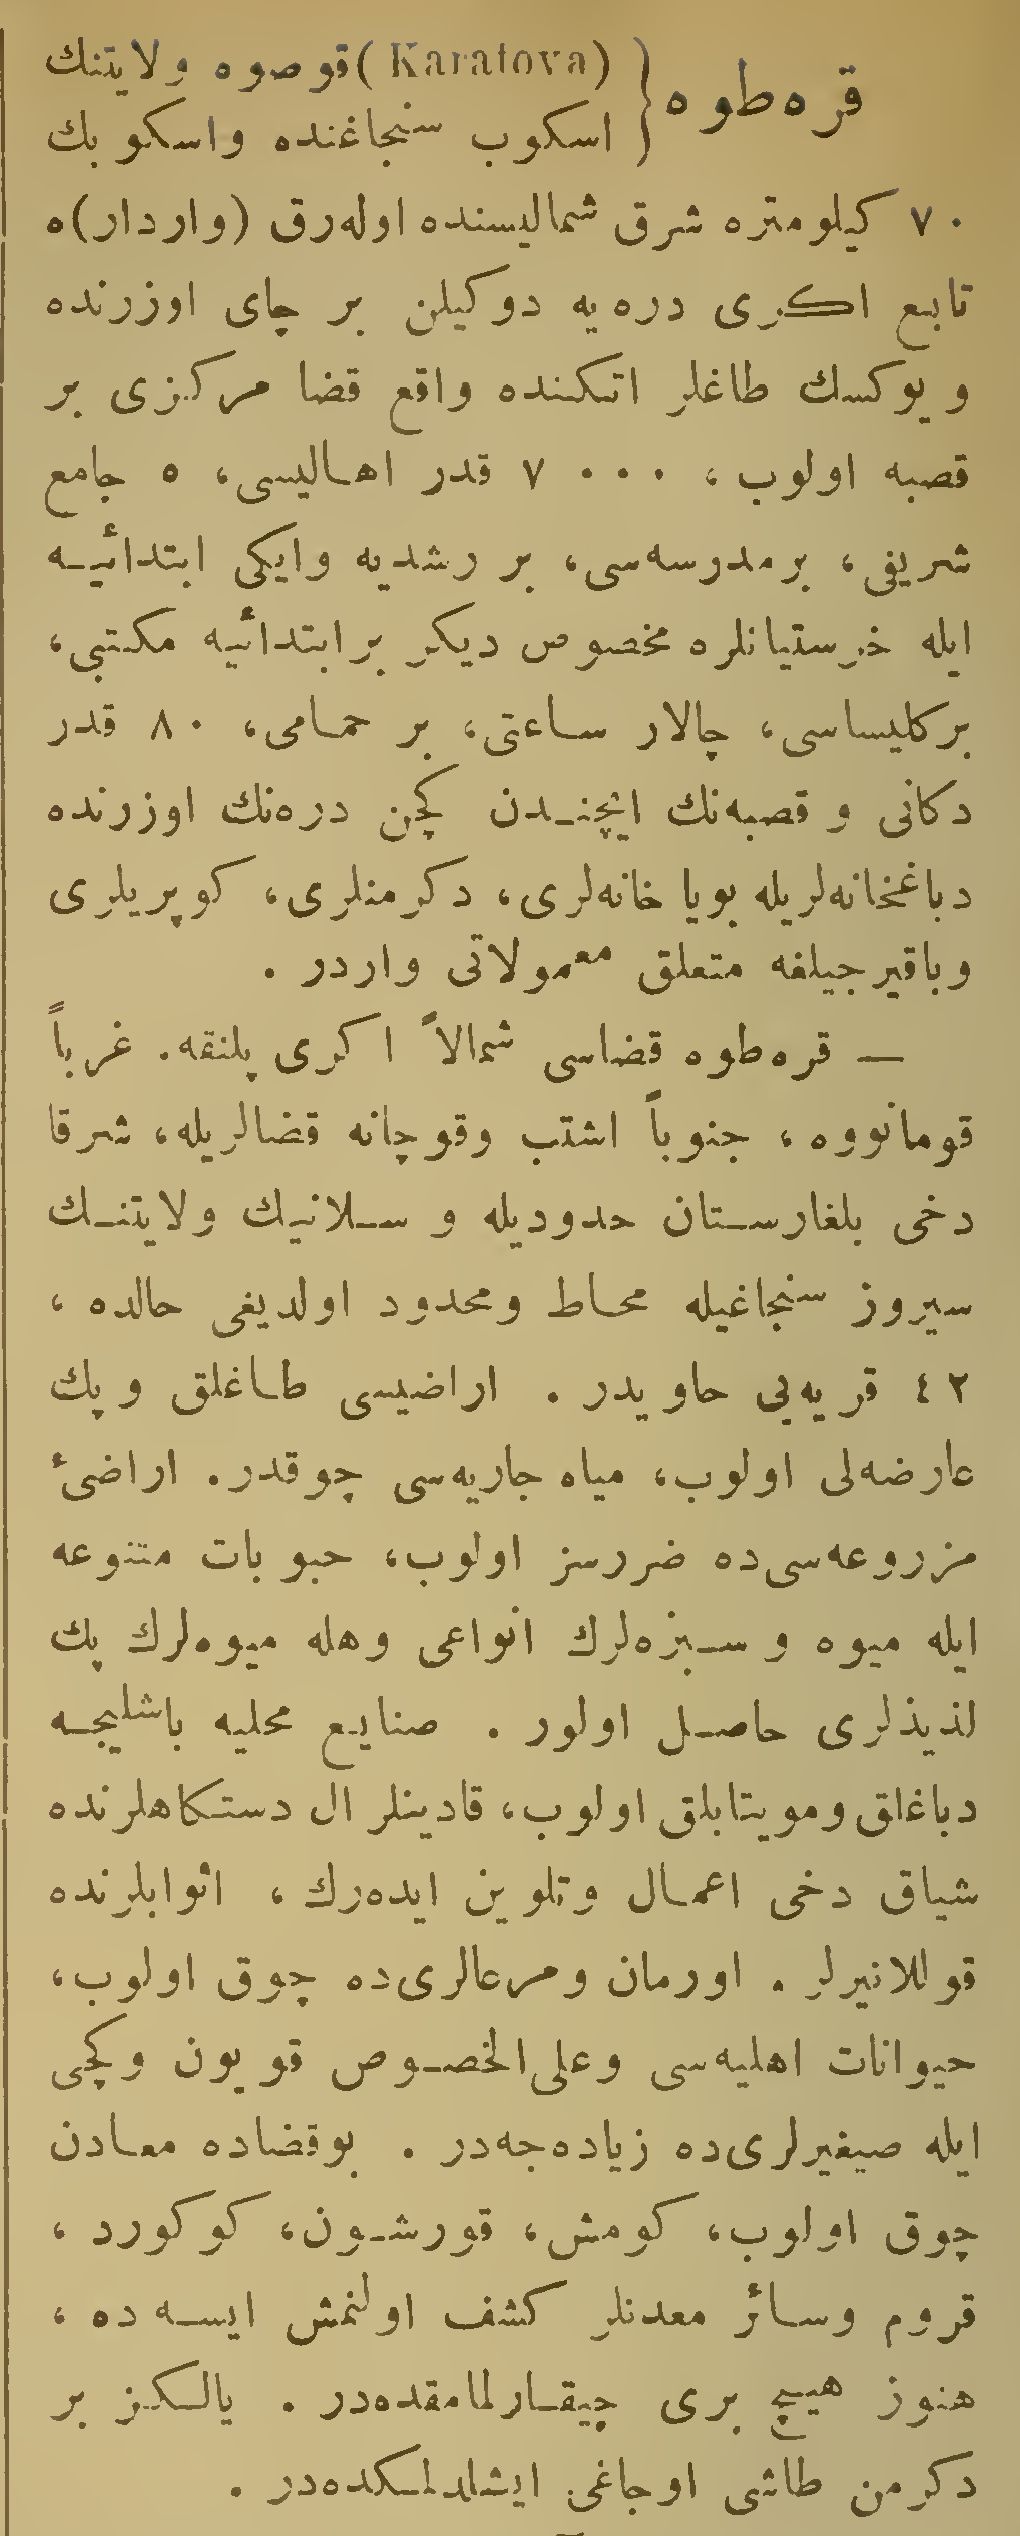 قره‌طوه { (Karatova) قوصوه ولايتنك
اسكوب سنجاغنده واسكوبك
٧٠ كيلومتره شرق شماليسنده اوله‌رق (واردار)ه
تابع اكرى دره‌يه دوكيلن بر چاى اوزرنده
و يوكسك طاغلر اتكنده واقع قضا مركزى بر
قصبه اولوب، ٧٠٠٠ قدر اهاليسى، ٥ جامع
شريفى، برمدرسه‌سى، بر رشديه وايكى ابتدائيه
ايله خرستيانلره مخصوص ديكر برابتدائيه مكتبى،
بركليساسى، چالار ساعتى، بر حمامى، ٨٠ قدر
دكانى و قصبه‌نك ايچندن كچن دره‌نك اوزرنده
دباغخانه‌لريله بويا خانه‌لرى، دكرمنلرى، كوپريلرى
وباقيرجيلغه متعلق معمولاتى واردر .
— قره‌طوه قضاسى شمالاً اكرى پلنقه. غرباً
قومانووه، جنوباً اشتب وقوچانه قضالريله، شرقا
دخى بلغارستان حدوديله و سلانيك ولايتنك
سيروز سنجاغيله محاط ومحدود اولديغى حالده،
٤٢ قريه‌يى حاويدر . اراضيسى طاغلق وپك
عارضه‌لى اولوب، مياه جاريه‌سى چوقدر. اراضئ
مزروعه‌سى‌ده ضررسز اولوب، حبوبات متنوعه
ايله ميوه و سبزه‌لرك انواعى وهله ميوه‌لرك پك
لذيذلرى حاصل اولور . صنايع محليه باشليجه
دباغلق ومويتابلق اولوب، قادينلر ال دستكاهلرنده
شياق دخى اعمال وتلوين ايده‌رك، اثوابلرنده
قوللانيرلر . اورمان ومرعالرى‌ده چوق اولوب،
حيوانات اهليه‌سى وعلى‌الخصوص قويون وكچى
ايله صيغيرلرى‌ده زياده‌جه‌در . بوقضاده معادن
چوق اولوب، كومش، قورشون، كوكورد،
قروم وسائر معدنلر كشف اولنمش ايسه‌ده،
هنوز هيچ برى چيقارلمامقده‌در . يالكز بر
دكرمن طاشى اوجاغى ايشلدلمكده‌در .